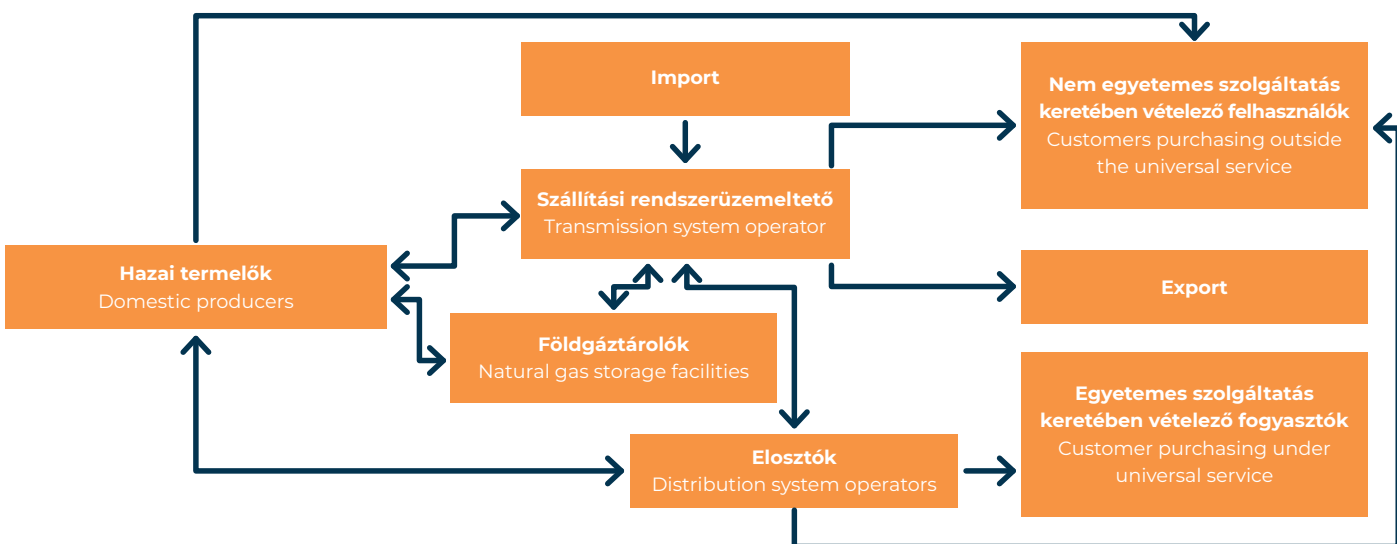 Import
Nem egyetemes szolgáltatás
keretében vételező felhasználók
Customers purchasing outside
the universal service
Szállítási rendszerüzemeltető
Transmission system operator
Hazai termelők
Domestic producers
Export
Földgáztárolók
Natural gas storage facilities
Egyetemes szolgáltatás
keretében vételező fogyasztók
Customer purchasing under
universal service
Elosztók
Distribution system operators